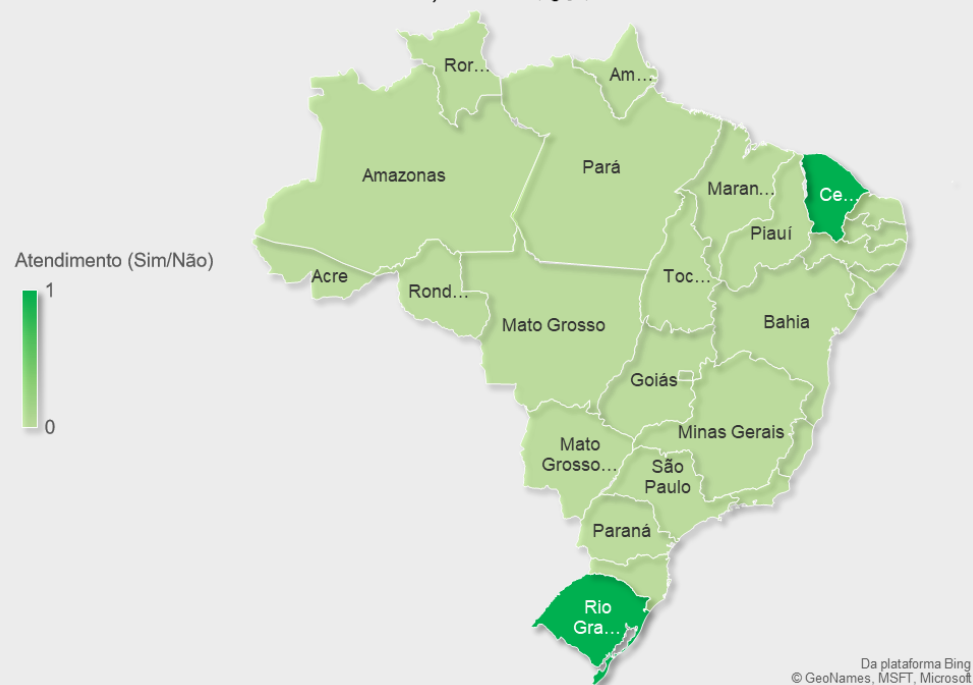 Ror...
Am...
Amazonas
Pará
Maran...
Ce...
Piauí
Atendimento (Sim/Não)
Acre
Rond...
Toc...
1
Mato Grosso
Bahia
Goiás
0
Minas Gerais
Mato
Grosso...
São
Paulo
Paraná
Rio
Gra...
Da plataforma Bing
© GeoNames, MSFT, Microsoft